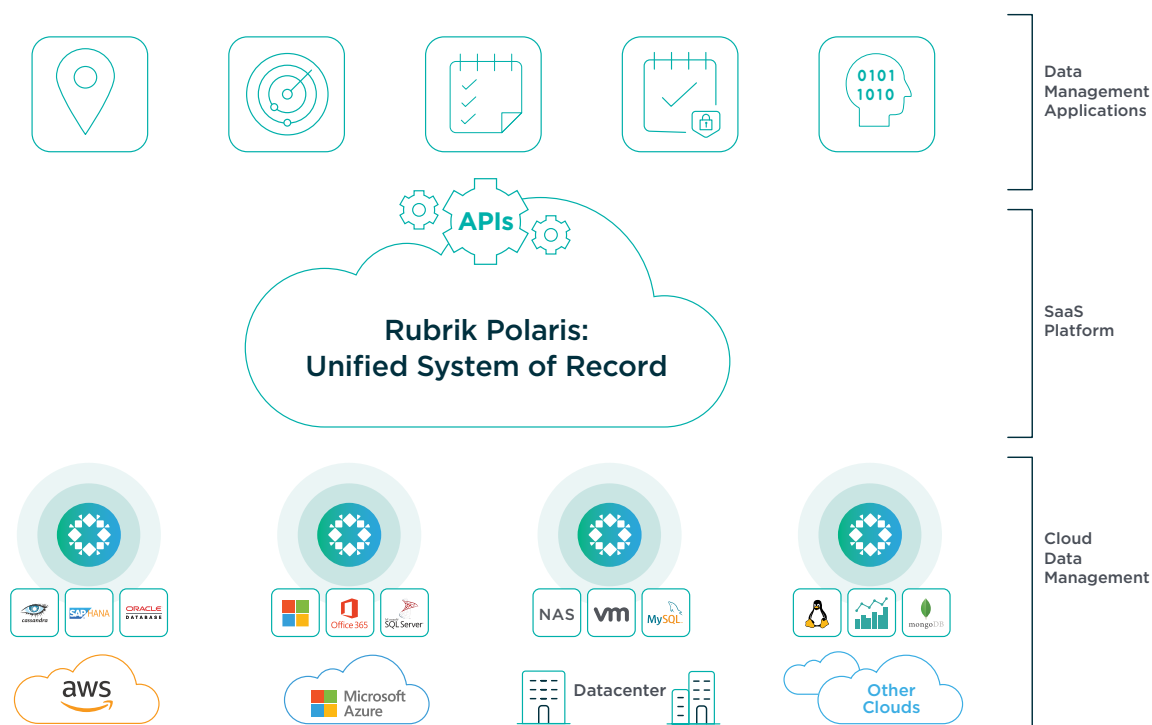 0101
1010
Data
Management
Applications
APIs
Rubrik Polaris:
Unified System of Record
SaaS
Platform
Cloud
Data
Management
cassandra
SAP HANA
ORACLE
DATABASE
Office 365
Microsoft
SQL Server
NAS
vm
MySQL
mongoDB
aws
Microsoft
Azure
Datacenter
Other
Clouds